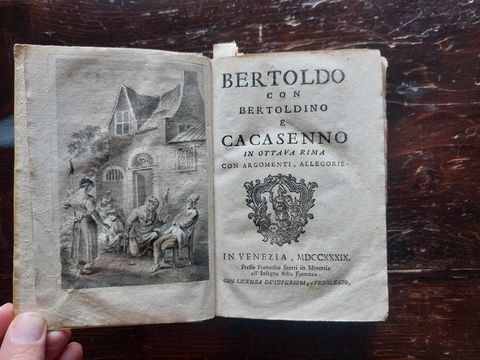 BERTOLDO
CON
BERTOLDINO
E
CACASENNO
IN OTTAVA RIMA
CON ARGOMENTI, ALLEGORIE.
IN VENEZIA, MDCCXXXIX.
Presso Francesco Storti in Merceria
all' Insegna della Fortezza.
CON LICENZA DE' SUPERIORI, E PRIVILEGIO,